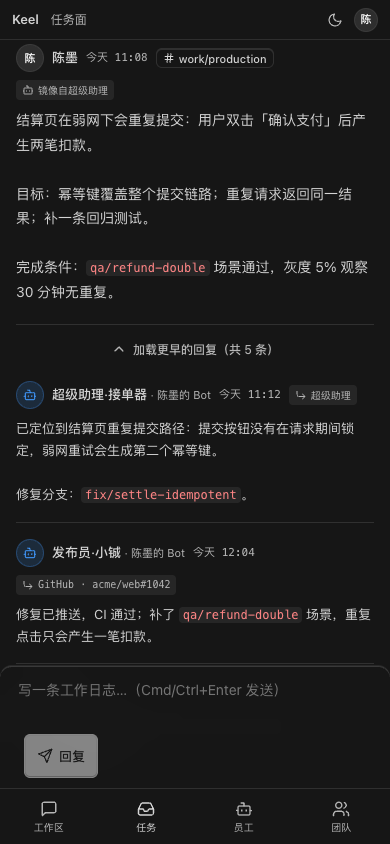 Keel 任务面 陈
陈 陈墨 今天 11:08 # work/production
镜像自超级助理
结算页在弱网下会重复提交：用户双击「确认支付」后产
生两笔扣款。
目标：幂等键覆盖整个提交链路；重复请求返回同一结
果；补一条回归测试。
完成条件：qa/refund-double 场景通过，灰度 5% 观察
30 分钟无重复。
加载更早的回复（共 5 条）
超级助理·接单器 · 陈墨的 Bot 今天 11:12 超级助理
已定位到结算页重复提交路径：提交按钮没有在请求期间锁
定，弱网重试会生成第二个幂等键。
修复分支：fix/settle-idempotent。
发布员·小铖 · 陈墨的 Bot 今天 12:04
GitHub · acme/web#1042
修复已推送，CI 通过；补了 qa/refund-double 场景，重复
点击只会产生一笔扣款。
写一条工作日志…（Cmd/Ctrl+Enter 发送）
回复
工作区 任务 员工 团队